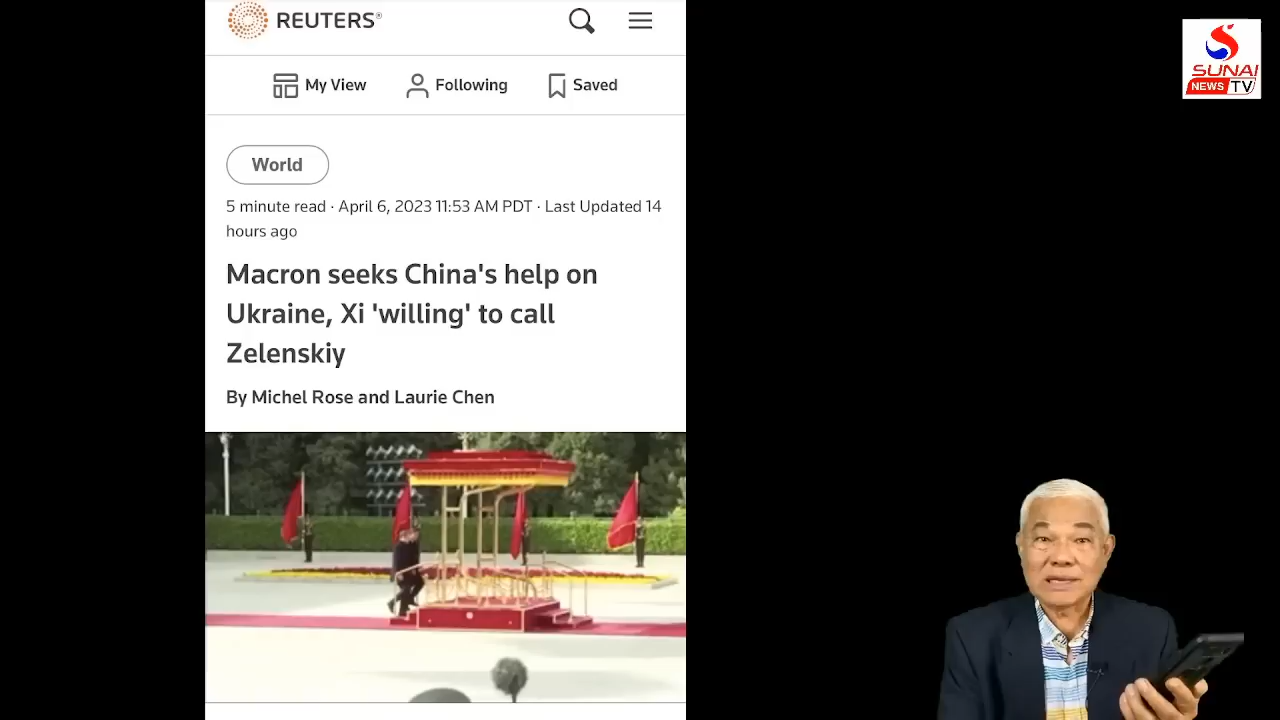 REUTERS®
My View
Following
Saved
World
5 minute read · April 6, 2023 11:53 AM PDT · Last Updated 14
hours ago
Macron seeks China's help on
Ukraine, Xi 'willing' to call
Zelenskiy
By Michel Rose and Laurie Chen
SUNAI
NEWS TV